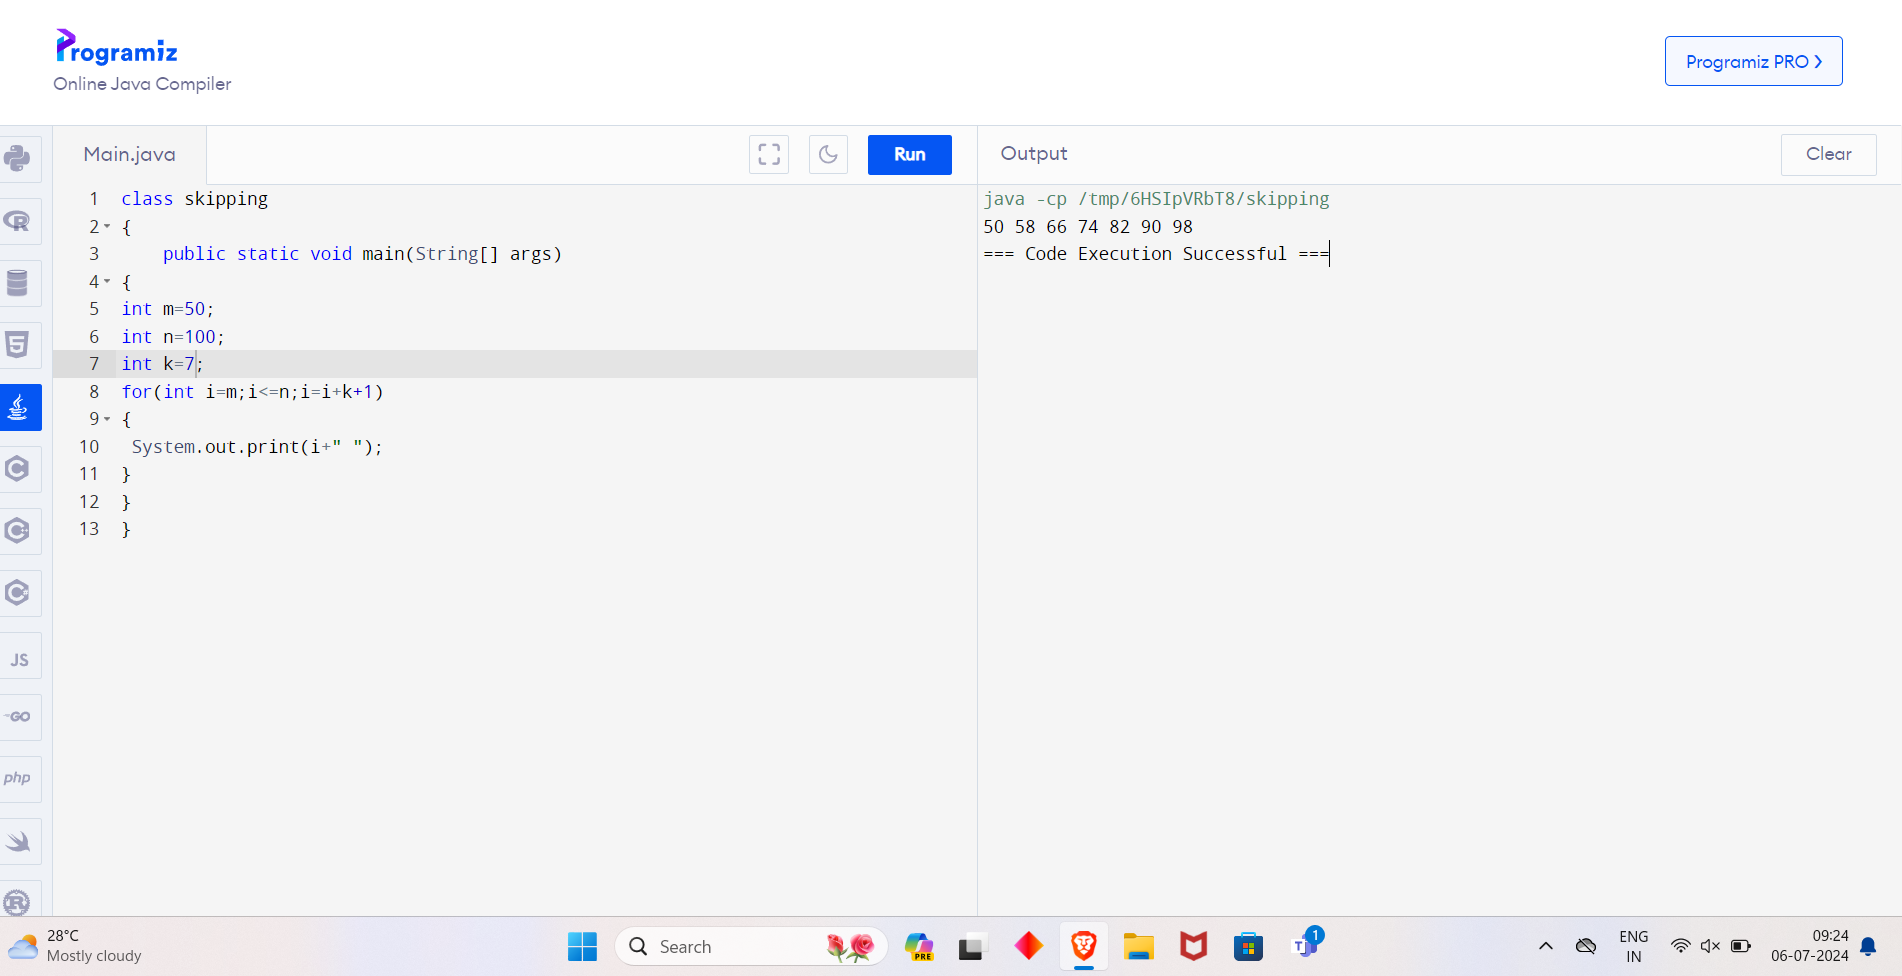 Programiz
Online Java Compiler
Programiz PRO
Main.java
Run
Output
Clear
1 class skipping
2 {
3 public static void main(String[] args)
4 {
5 int m=50;
6 int n=100;
7 int k=7;
8 for(int i=m;i<=n;i=i+k+1)
9 {
10 System.out.print(i+" ");
11 }
12 }
13 }
java -cp /tmp/6HSIpVRbT8/skipping
50 58 66 74 82 90 98
=== Code Execution Successful ===
R
5
C
C
C
JS
GO
php
R
28°C
Mostly cloudy
Search
PRE
T
1
ENG
IN
09:24
06-07-2024